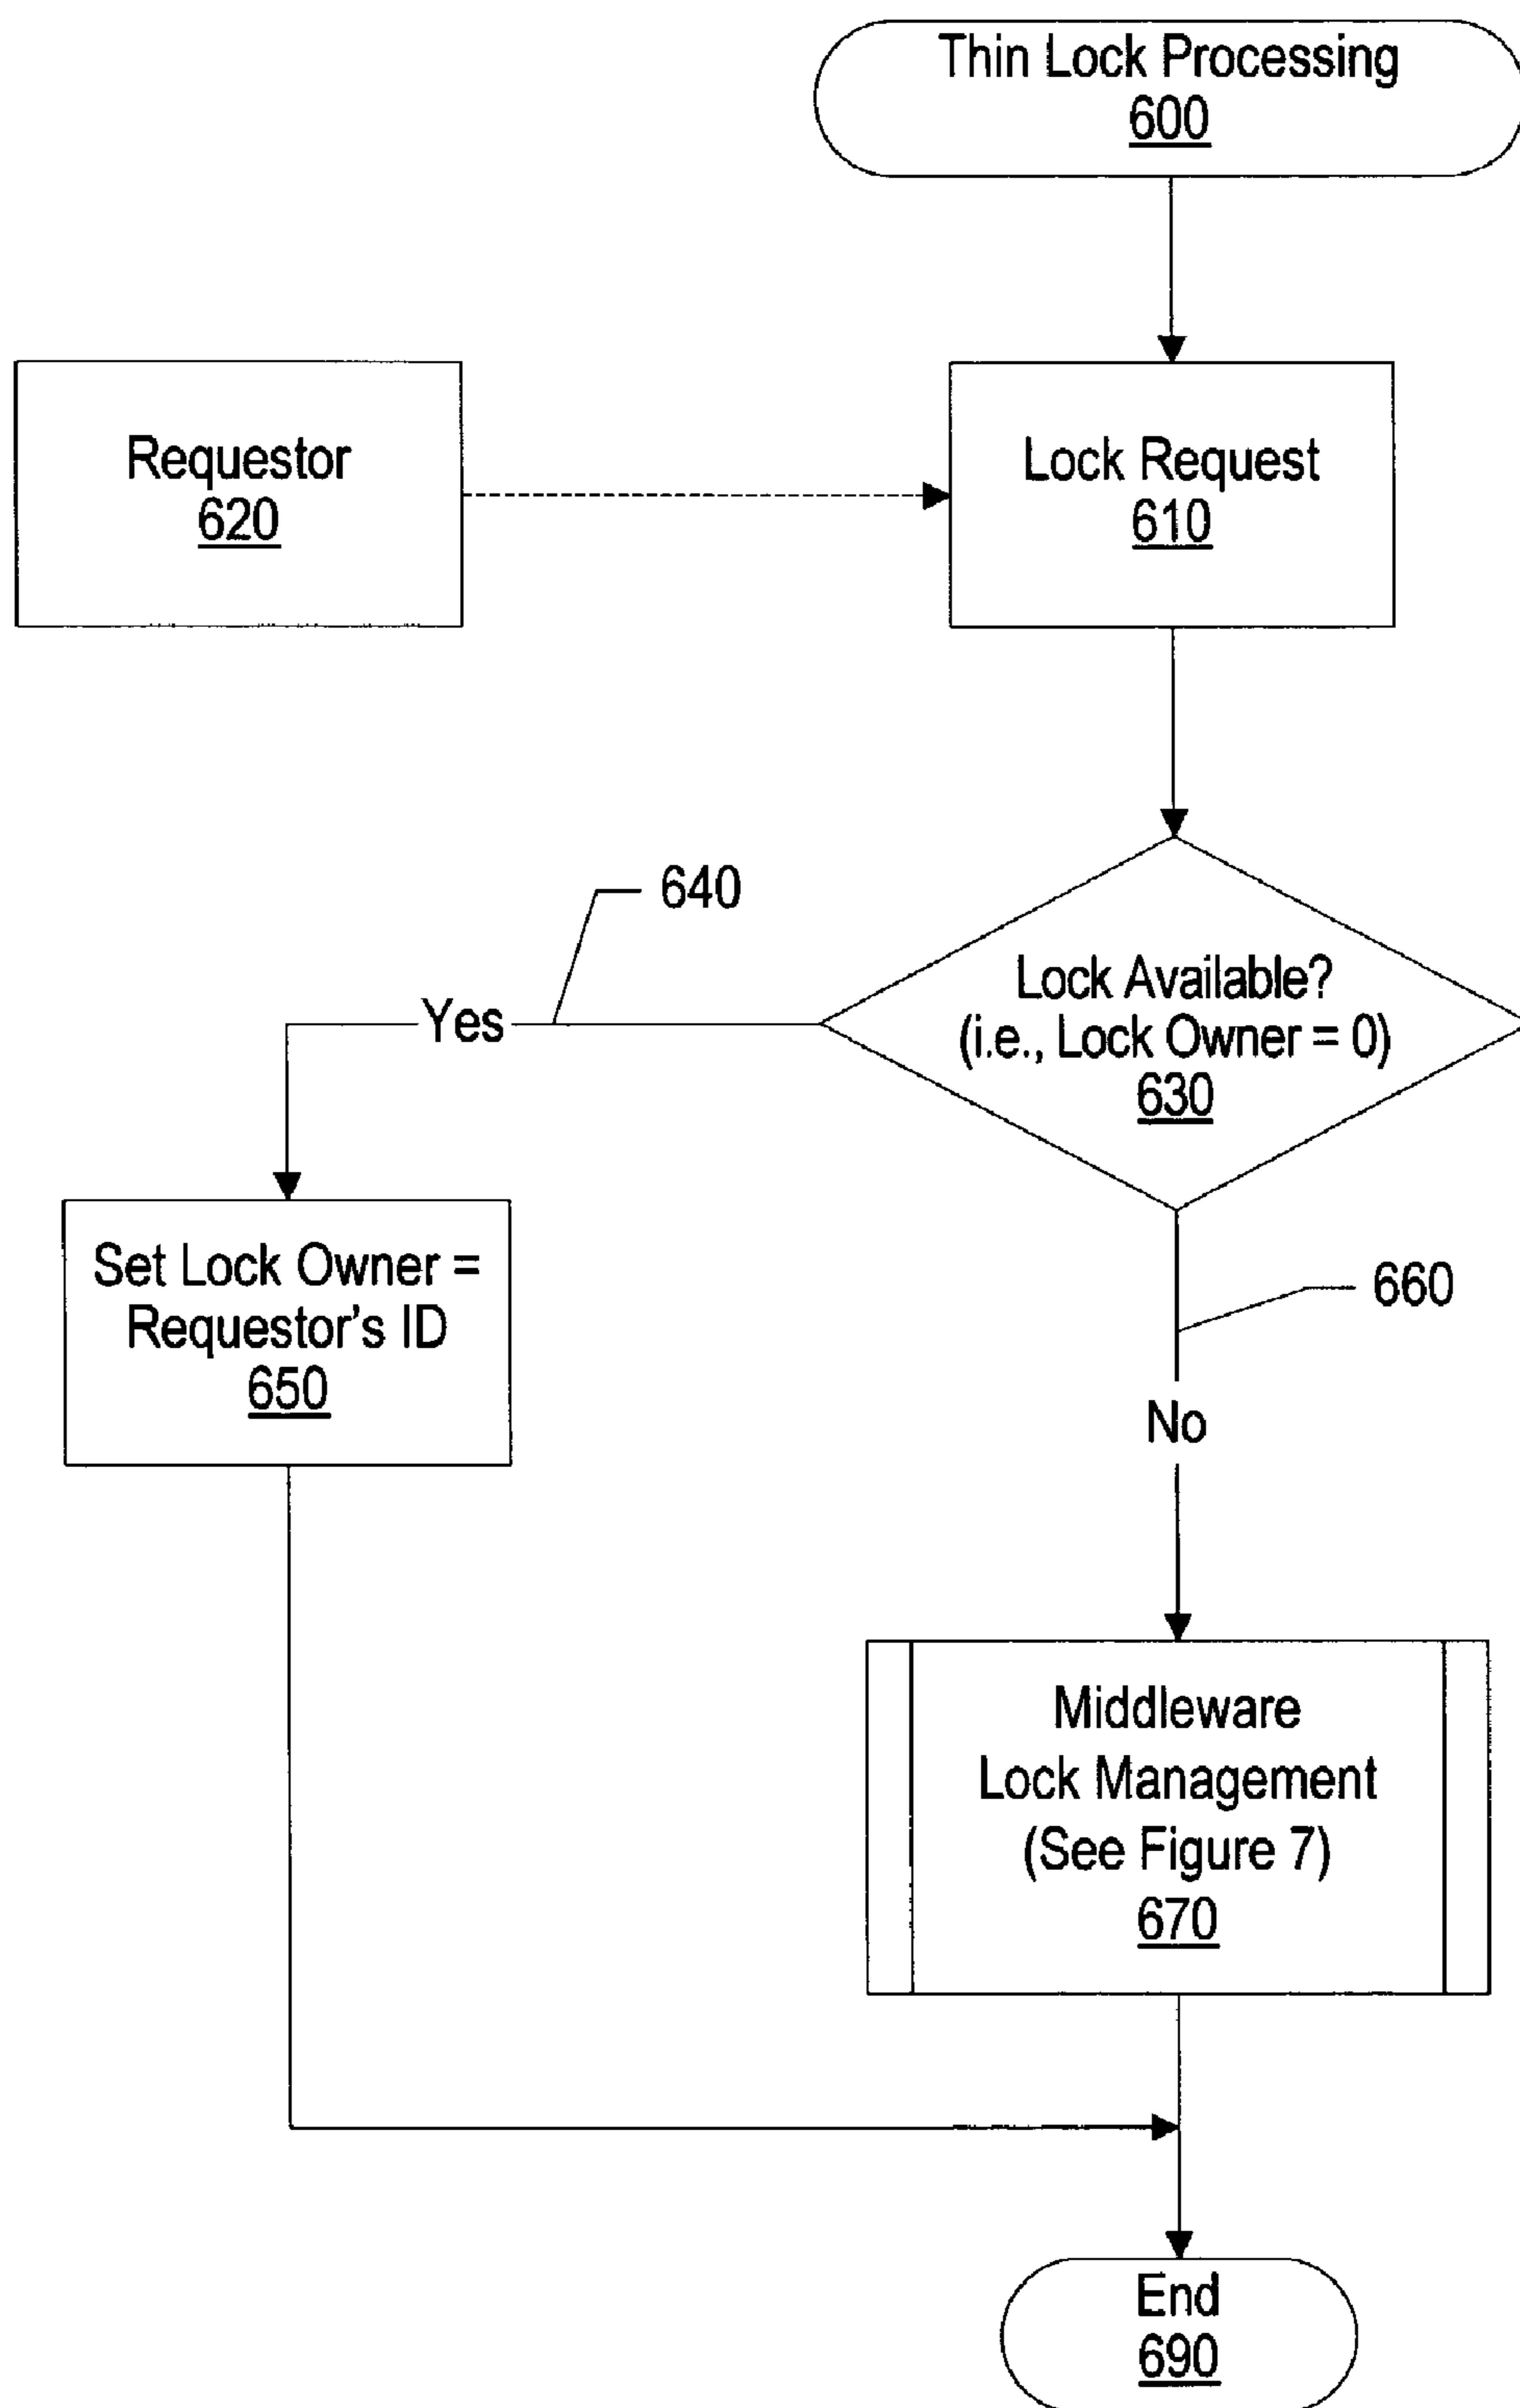 Thin Lock Processing
600
Requestor
620
Lock Request
610
640
Yes
Lock Available?
(i.e., Lock Owner = 0)
630
Set Lock Owner =
Requestor's ID
650
660
No
Middleware
Lock Management
(See Figure 7)
670
End
690